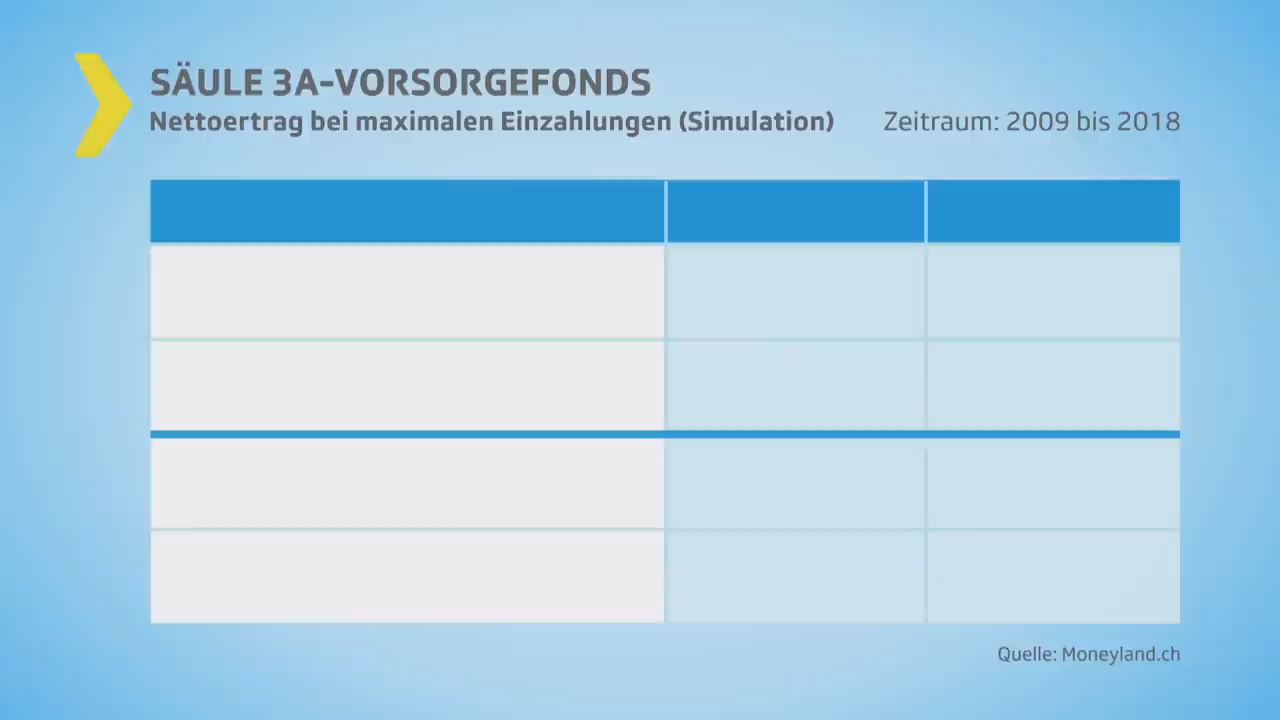 SÄULE 3A-VORSORGEFONDS
Nettoertrag bei maximalen Einzahlungen (Simulation) Zeitraum: 2009 bis 2018
Quelle: Moneyland.ch